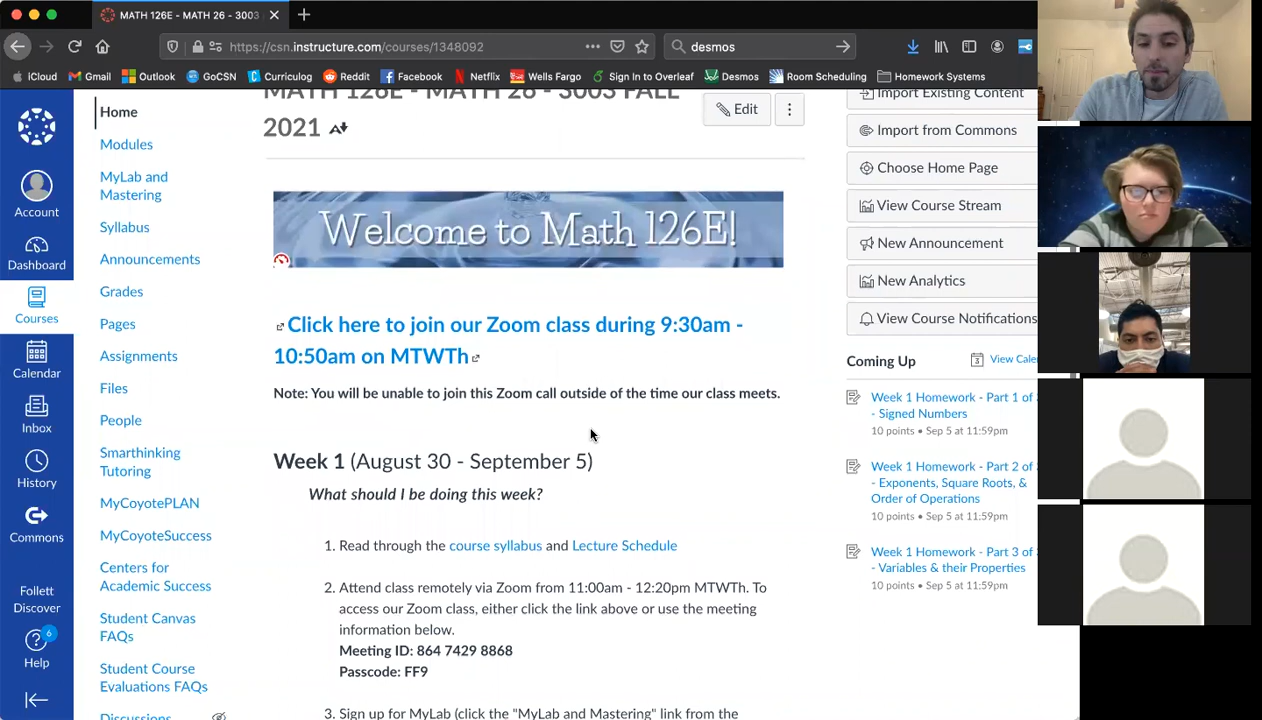 MATH 126E - MATH 26 - 3003
https://csn.instructure.com/courses/1348092
desmos
iCloud
Gmail
Outlook
GoCSN
Curriculog
Reddit
Facebook
Netflix
Wells Fargo
Sign In to Overleaf
Desmos
Room Scheduling
Homework Systems
Account
Dashboard
Courses
Calendar
Inbox
History
Commons
Follett
Discover
6
Help
Home
Modules
MyLab and
Mastering
Syllabus
Announcements
Grades
Pages
Assignments
Files
People
Smarthinking
Tutoring
MyCoyotePLAN
MyCoyoteSuccess
Centers for
Academic Success
Student Canvas
FAQs
Student Course
Evaluations FAQs
Discussions
MATH 126E - MATH 26 - 3003 FALL
2021
Edit
Welcome to Math 126E!
Click here to join our Zoom class during 9:30am -
10:50am on MTWTh
Note: You will be unable to join this Zoom call outside of the time our class meets.
Week 1 (August 30 - September 5)
What should I be doing this week?
1. Read through the course syllabus and Lecture Schedule
2. Attend class remotely via Zoom from 11:00am - 12:20pm MTWTh. To
access our Zoom class, either click the link above or use the meeting
information below.
Meeting ID: 864 7429 8868
Passcode: FF9
3. Sign up for MyLab (click the "MyLab and Mastering" link from the
Import Existing Content
Import from Commons
Choose Home Page
View Course Stream
New Announcement
New Analytics
View Course Notifications
Coming Up
3
View Cale
Week 1 Homework - Part 1 of
- Signed Numbers
10 points • Sep 5 at 11:59pm
Week 1 Homework - Part 2 of
- Exponents, Square Roots, &
Order of Operations
10 points • Sep 5 at 11:59pm
Week 1 Homework - Part 3 of
- Variables & their Properties
10 points • Sep 5 at 11:59pm